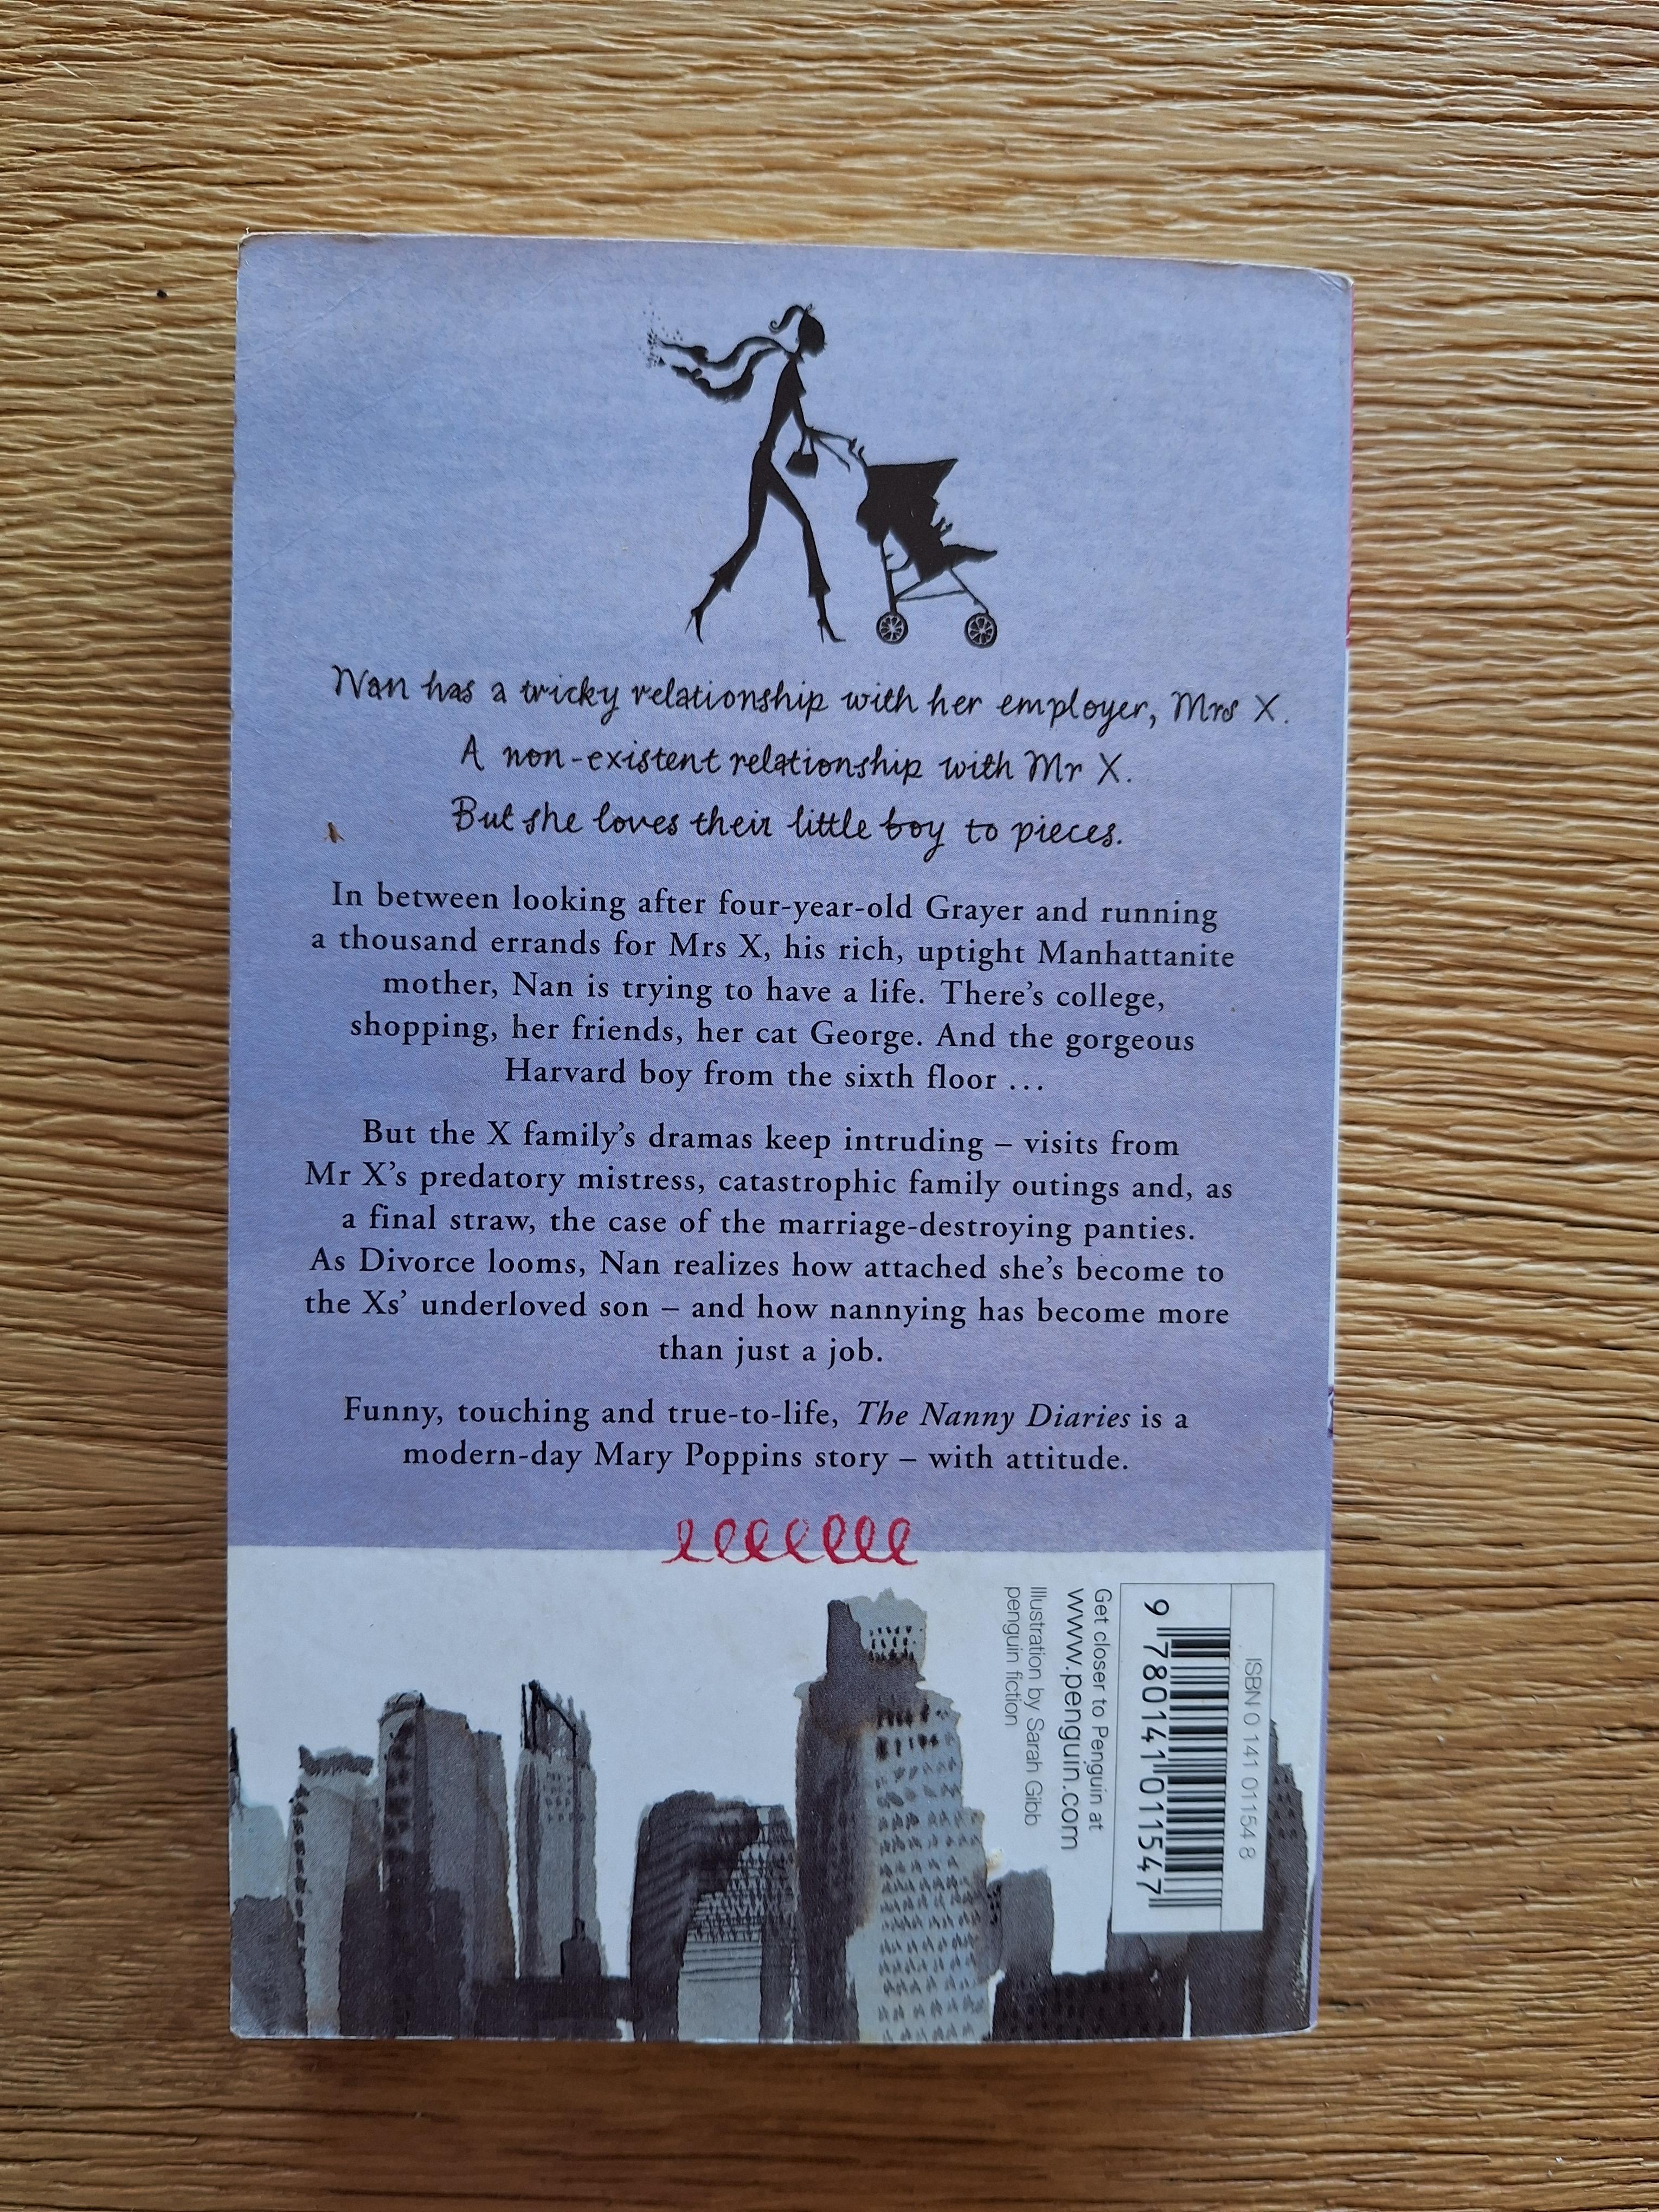 Nan has a tricky relationship with her employer, Mrs X.
A non-existent relationship with Mr X.
But she loves their little boy to pieces.
In between looking after four-year-old Grayer and running
a thousand errands for Mrs X, his rich, uptight Manhattanite
mother, Nan is trying to have a life. There's college,
shopping, her friends, her cat George. And the gorgeous
Harvard boy from the sixth floor ...
But the X family's dramas keep intruding – visits from
Mr X's predatory mistress, catastrophic family outings and, as
a final straw, the case of the marriage-destroying panties.
As Divorce looms, Nan realizes how attached she's become to
the Xs' underloved son – and how nannying has become more
than just a job.
Funny, touching and true-to-life, The Nanny Diaries is a
modern-day Mary Poppins story – with attitude.
ISBN 0 141 01154 8
9 780141 011547
Get closer to Penguin at
www.penguin.com
Illustration by Sarah Gibb
penguin fiction